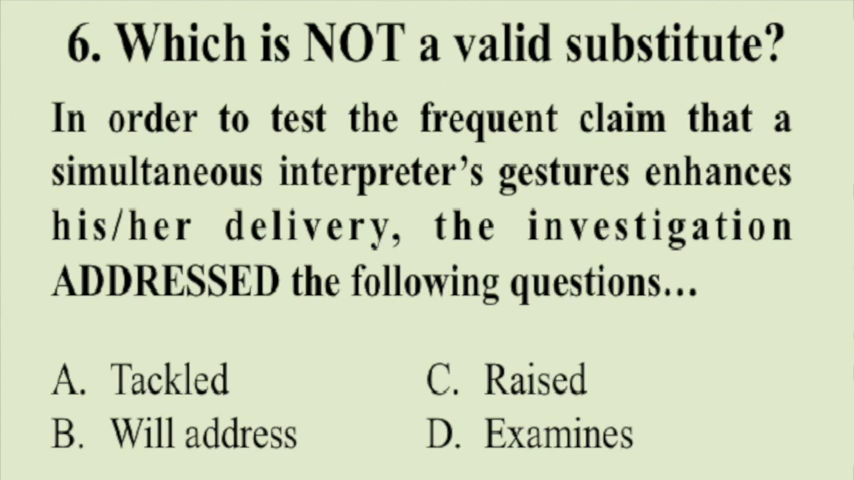 6. Which is NOT a valid substitute?
In order to test the frequent claim that a
simultaneous interpreter's gestures enhances
his/her delivery, the investigation
ADDRESSED the following questions...
A. Tackled
C. Raised
B. Will address
D. Examines